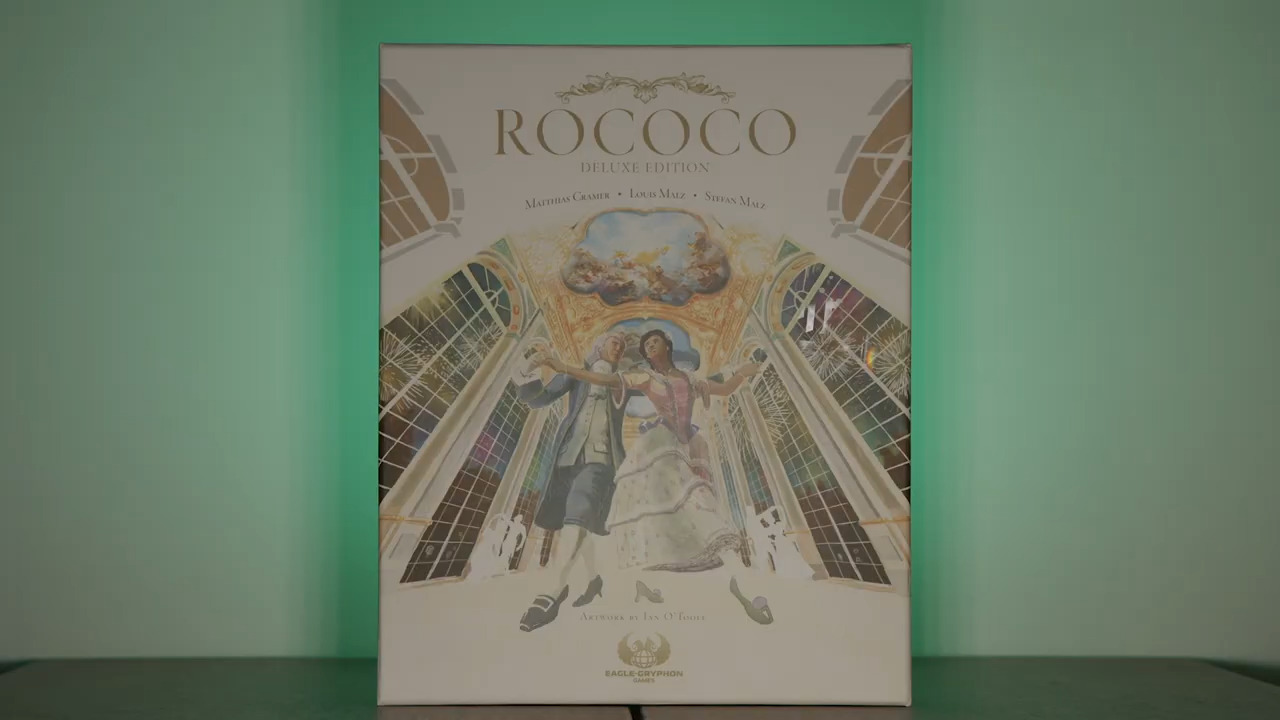 ROCOCO
DELUXE EDITION
MATTHIAS CRAMER • LOUIS MALZ • STEFAN MALZ
ARTWORK BY IAN O'TOOLE
EAGLE-GRYPHON
GAMES